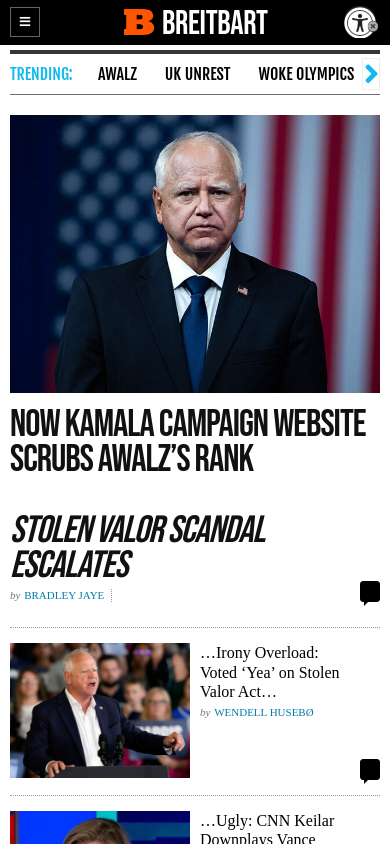 BREITBART
TRENDING:
AWALZ
UK UNREST
WOKE OLYMPICS
NOW KAMALA CAMPAIGN WEBSITE
SCRUBS AWALZ’S RANK
STOLEN VALOR SCANDAL
ESCALATES
by BRADLEY JAYE
…Irony Overload:
Voted ‘Yea’ on Stolen
Valor Act…
by WENDELL HUSEBØ
…Ugly: CNN Keilar
Downplays Vance